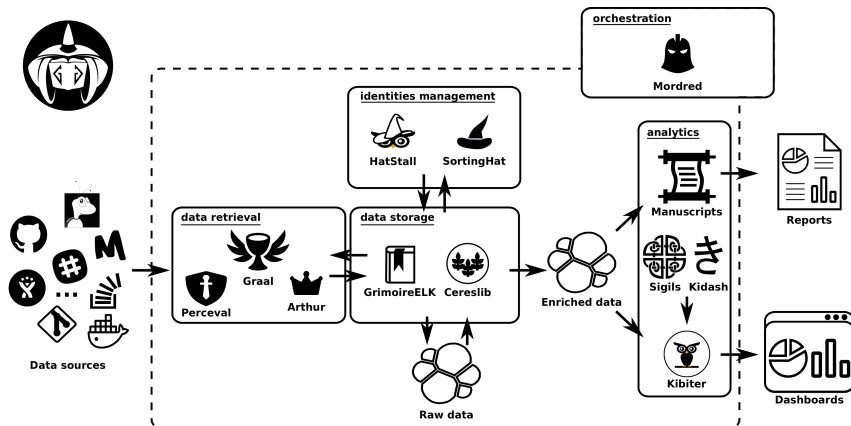 orchestration
Mordred
identities management
HatStall
SortingHat
analytics
Manuscripts
Reports
data retrieval
data storage
Graal
Perceval
Arthur
GrimoireELK
Cereslib
Enriched data
Sigils
き
Kidash
...
Data sources
Kibiter
Raw data
Dashboards